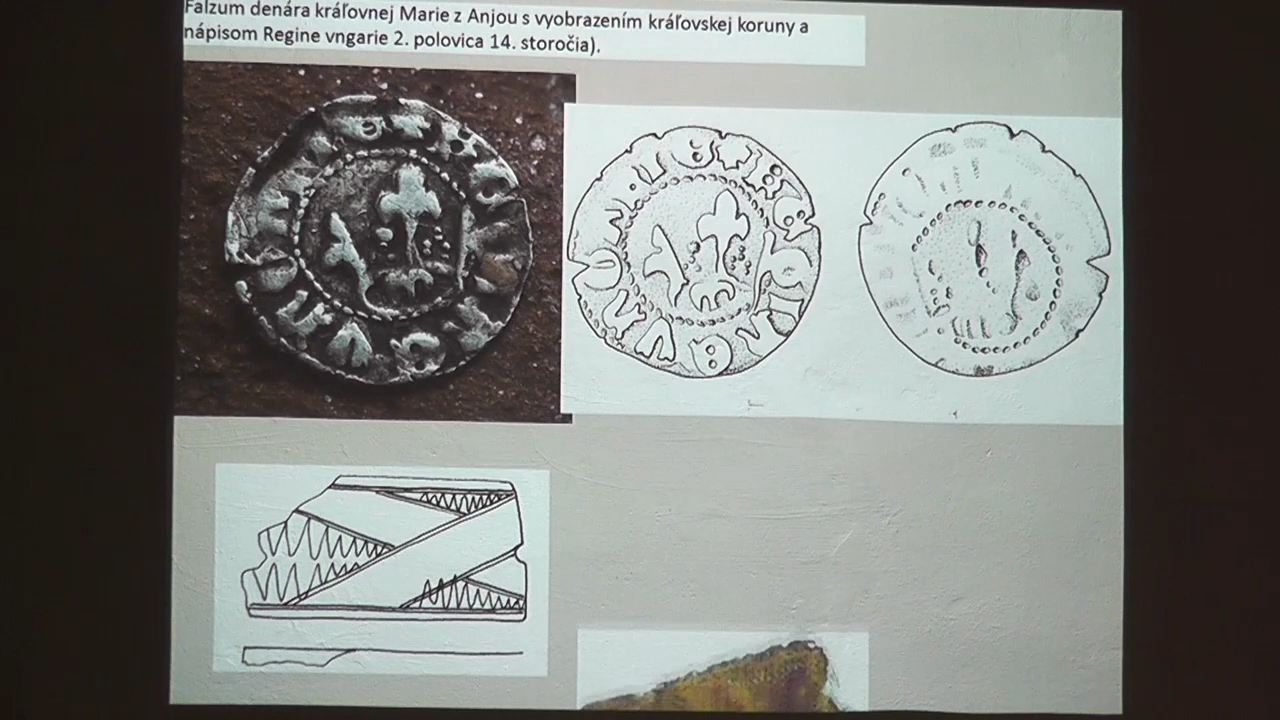 Falzum denára kráľovnej Marie z Anjou s vyobrazením kráľovskej koruny a
nápisom Regine vngarie 2. polovica 14. storočia).